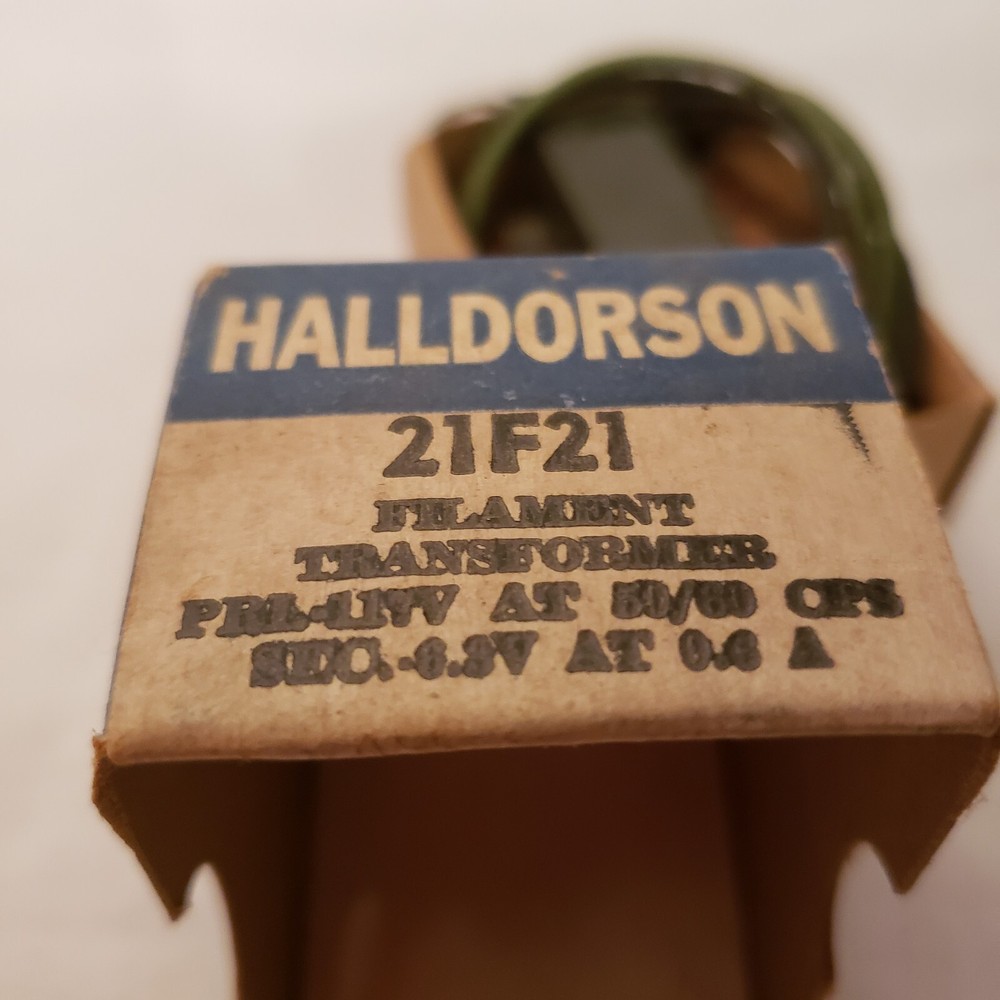 HALLDORSON
21F21
FILAMENT
TRANSFORMER
PRI.-117V AT 50/60 CPS
SEC.-6.3V AT 0.6 A